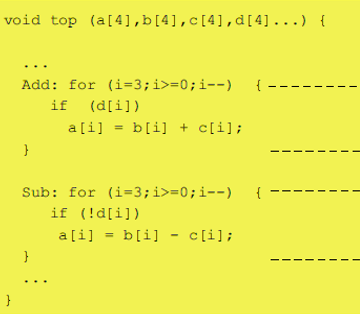 void top (a[4],b[4],c[4],d[4]...) {
...
Add: for (i=3;i>=0;i--) {
if (d[i])
a[i] = b[i] + c[i];
}
Sub: for (i=3;i>=0;i--) {
if (!d[i])
a[i] = b[i] - c[i];
}
...
}